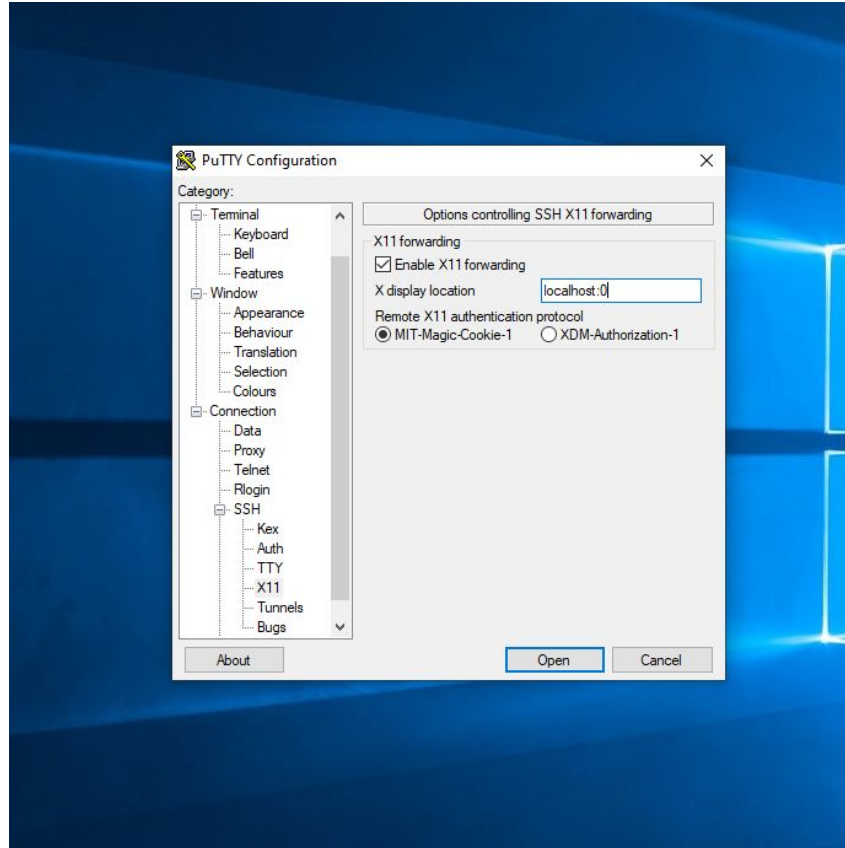 PuTTY Configuration
Category:
Terminal
Keyboard
Bell
Features
Window
Appearance
Behaviour
Translation
Selection
Colours
Connection
Data
Proxy
Telnet
Rlogin
SSH
Kex
Auth
TTY
X11
Tunnels
Bugs
Options controlling SSH X11 forwarding
X11 forwarding
Enable X11 forwarding
X display location localhost:0
Remote X11 authentication protocol
MIT-Magic-Cookie-1 XDM-Authorization-1
About Open Cancel